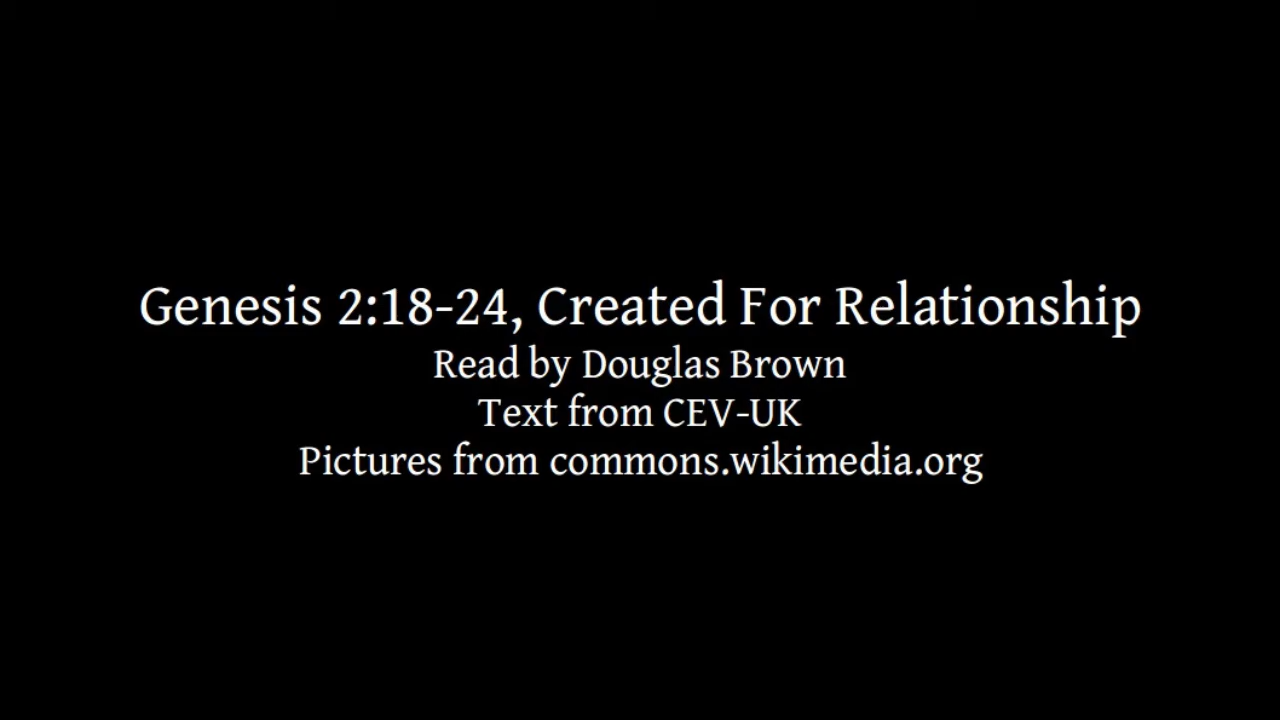 Genesis 2:18-24, Created For Relationship
Read by Douglas Brown
Text from CEV-UK
Pictures from commons.wikimedia.org